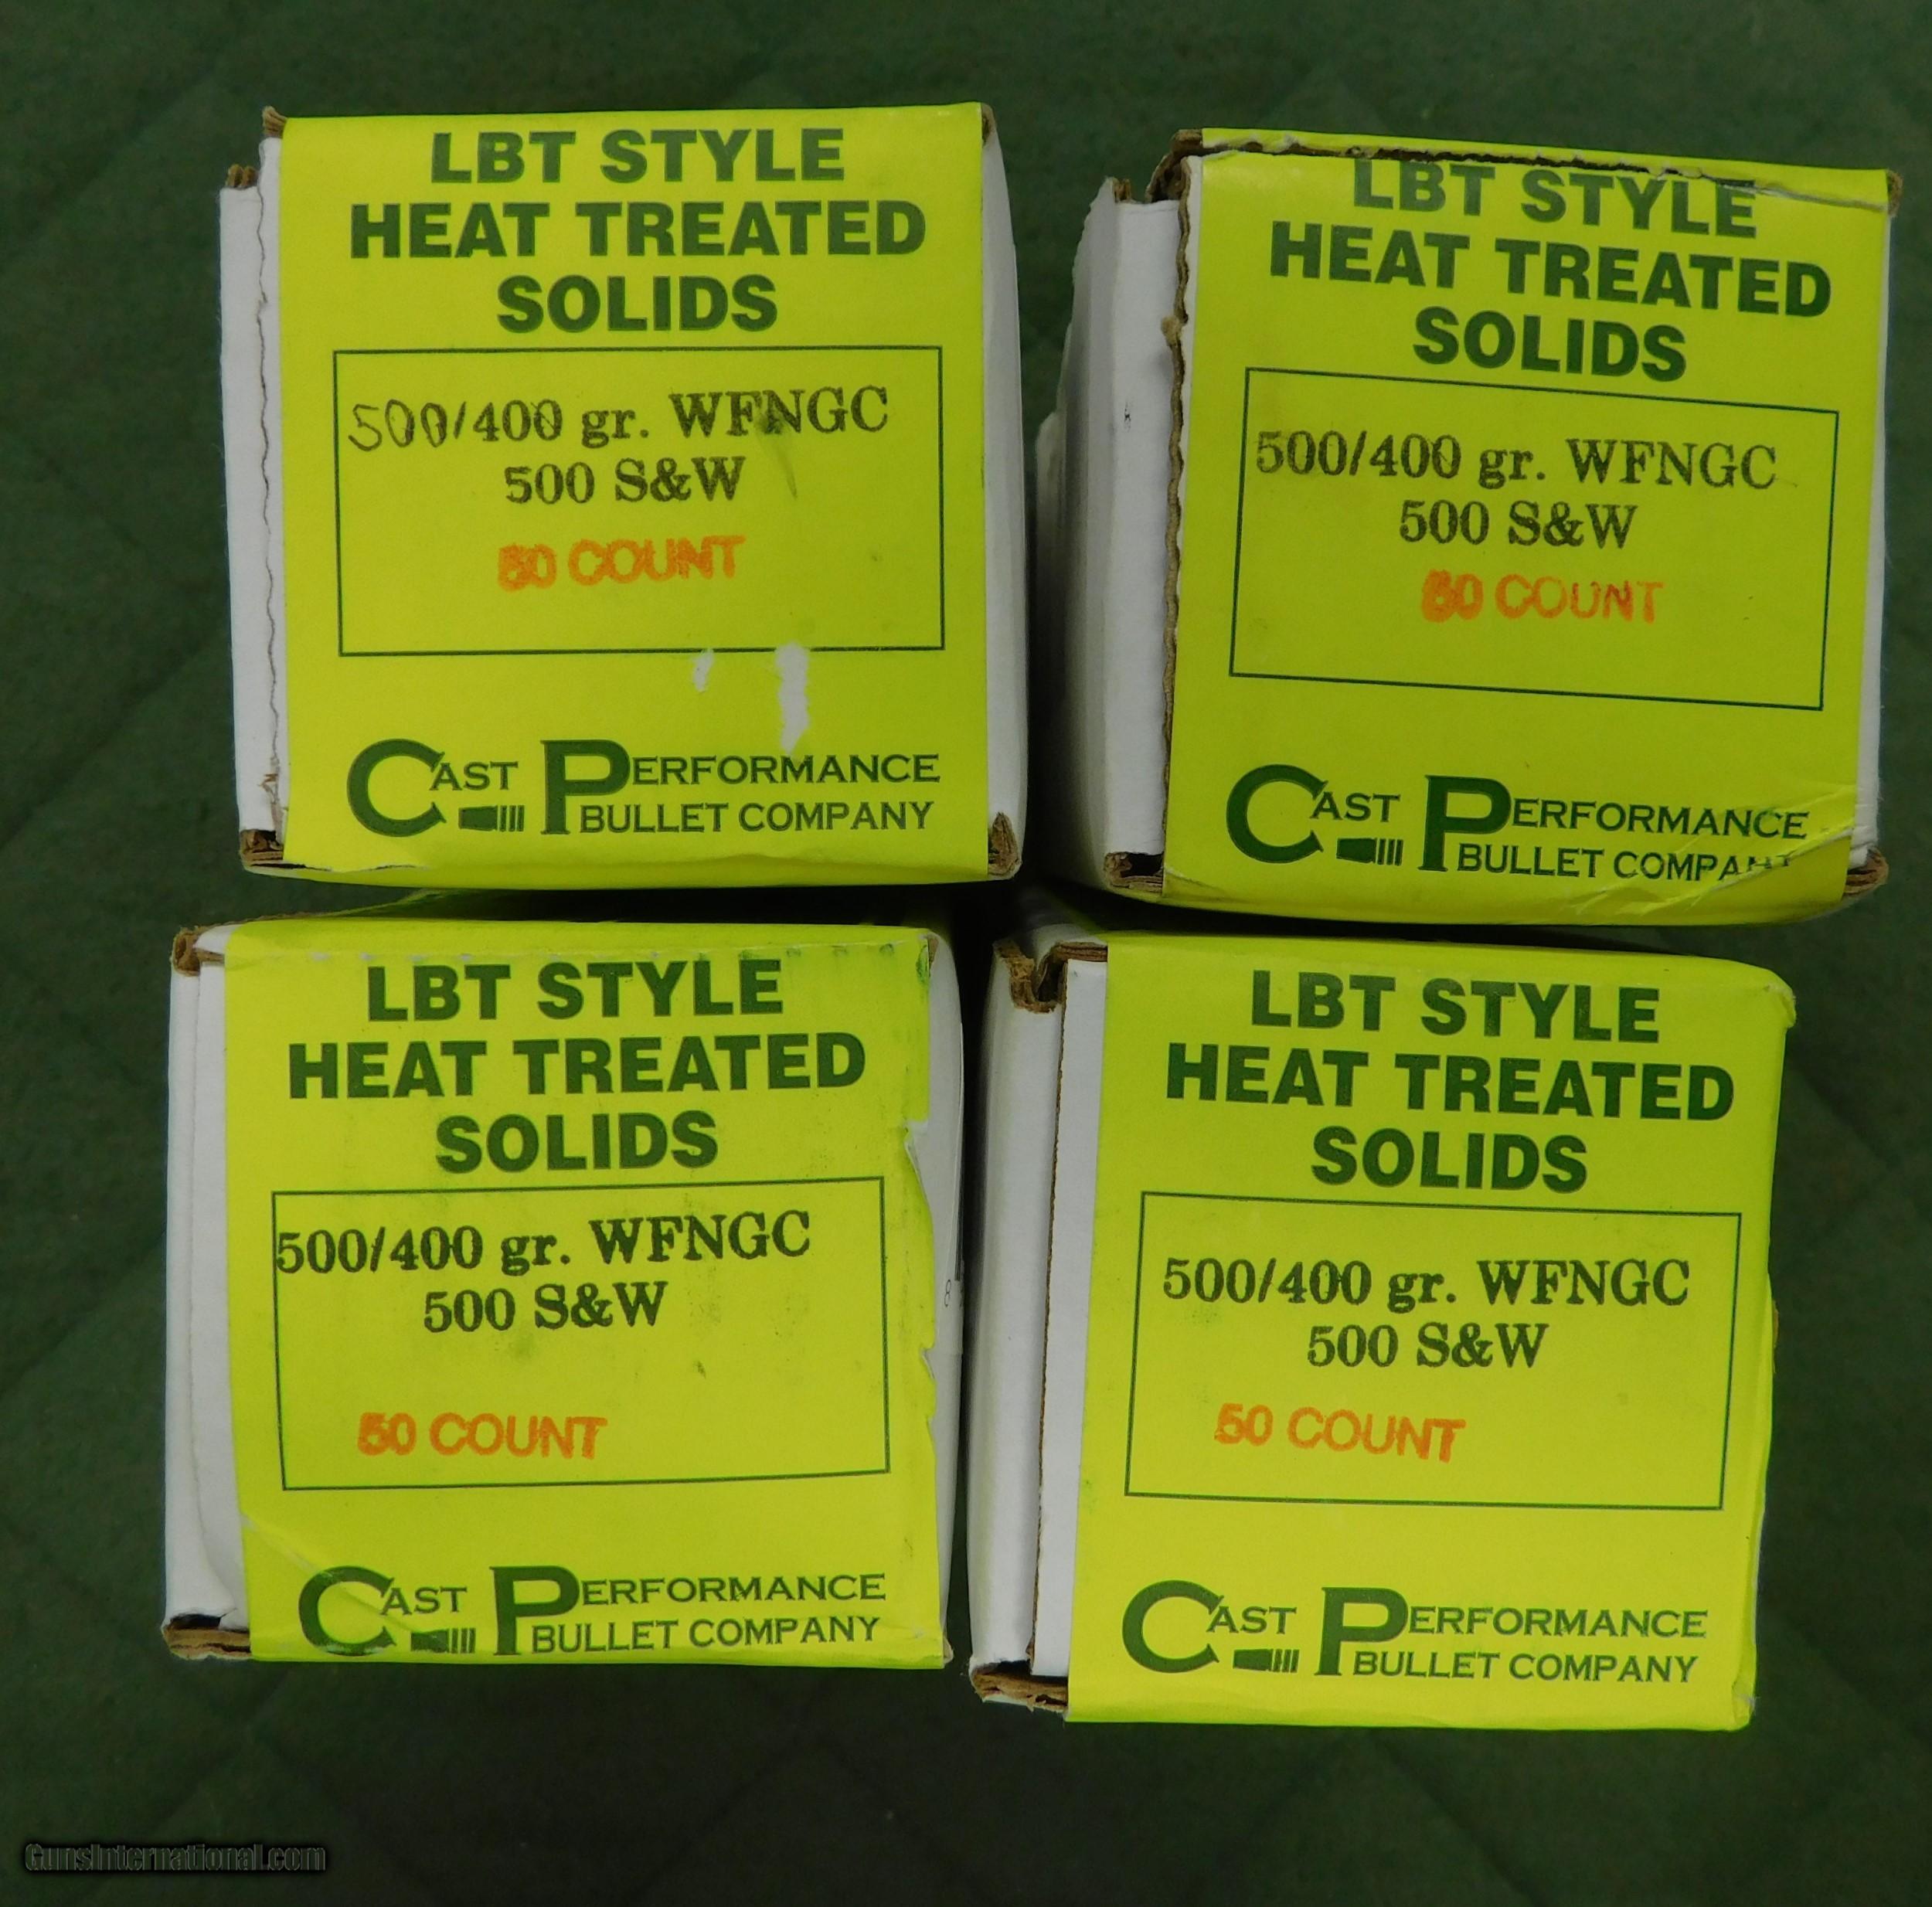 LBT STYLE
HEAT TREATED
SOLIDS
500/400 gr. WFNGC
500 S&W
50 COUNT
CAST PERFORMANCE
BULLET COMPANY
LBT STYLE
HEAT TREATED
SOLIDS
500/400 gr. WFNGC
500 S&W
50 COUNT
CAST PERFORMANCE
BULLET COMPANY
LBT STYLE
HEAT TREATED
SOLIDS
500/400 gr. WFNGC
500 S&W
50 COUNT
CAST PERFORMANCE
BULLET COMPANY
LBT STYLE
HEAT TREATED
SOLIDS
500/400 gr. WFNGC
500 S&W
50 COUNT
CAST PERFORMANCE
BULLET COMPANY
GunsInternational.com